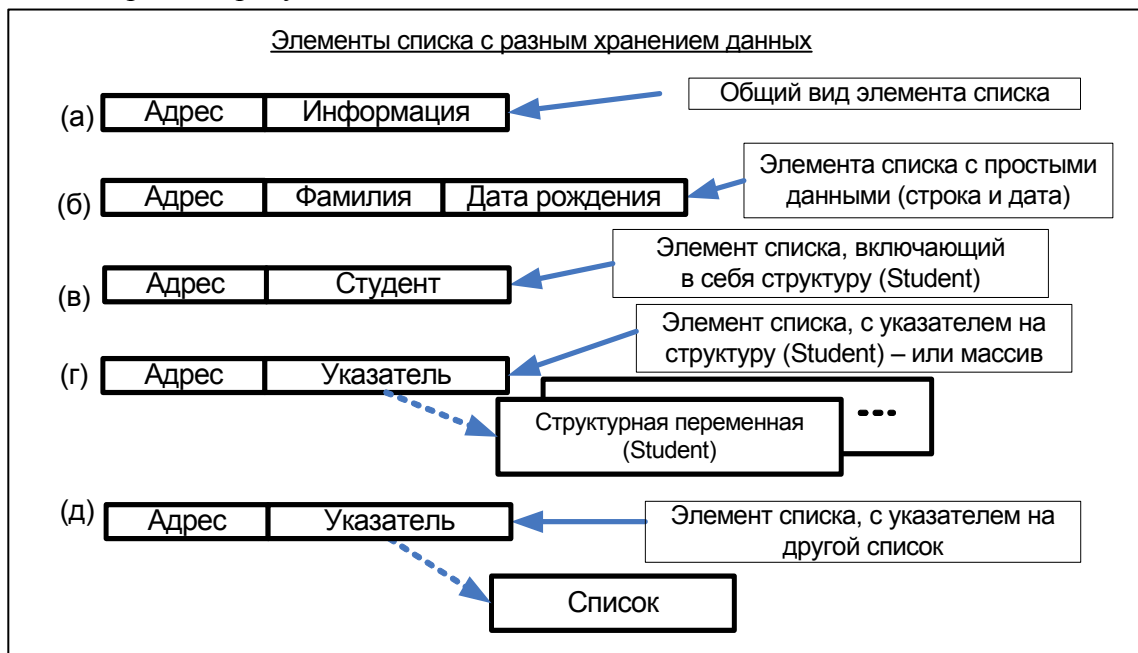 Элементы списка с разным хранением данных
(а)
Адрес
Информация
Общий вид элемента списка
(б)
Адрес
Фамилия
Дата рождения
Элемента списка с простыми
данными (строка и дата)
(в)
Адрес
Студент
Элемент списка, включающий
в себя структуру (Student)
(г)
Адрес
Указатель
Элемент списка, с указателем на
структуру (Student) – или массив
Структурная переменная
(Student)
---
(д)
Адрес
Указатель
Элемент списка, с указателем на
другой список
Список